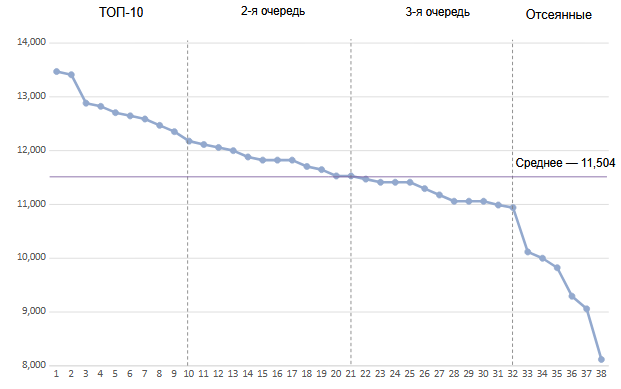 ТОП-10 2-я очередь 3-я очередь Отсеянные
14,000
13,000
12,000
Среднее — 11,504
11,000
10,000
9,000
8,000
1 2 3 4 5 6 7 8 9 10 11 12 13 14 15 16 17 18 19 20 21 22 23 24 25 26 27 28 29 30 31 32 33 34 35 36 37 38